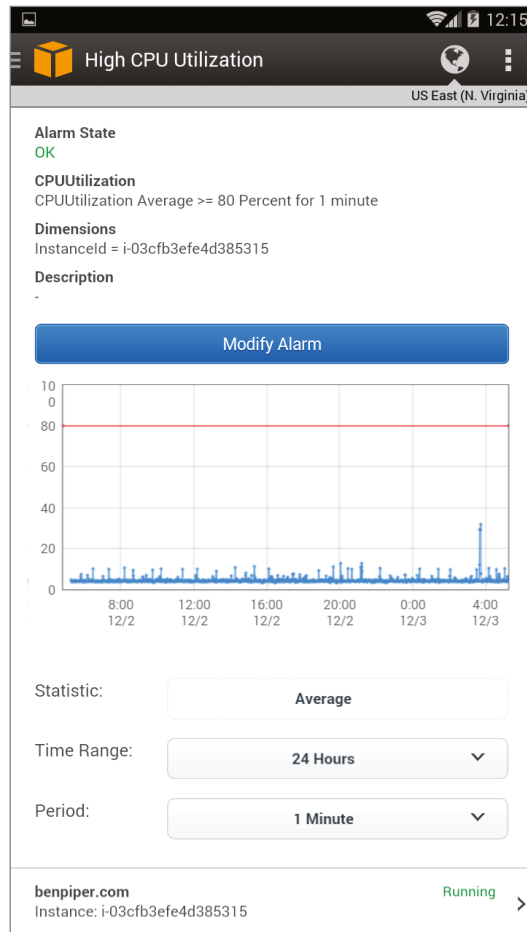 12:15
High CPU Utilization
US East (N. Virginia)
Alarm State
OK
CPUUtilization
CPUUtilization Average >= 80 Percent for 1 minute
Dimensions
InstanceId = i-03cfb3efe4d385315
Description
-
Modify Alarm
10
0
80
60
40
20
0
8:00 12:00 16:00 20:00 0:00 4:00
12/2 12/2 12/2 12/2 12/3 12/3
Statistic: Average
Time Range: 24 Hours
Period: 1 Minute
benpiper.com Running
Instance: i-03cfb3efe4d385315